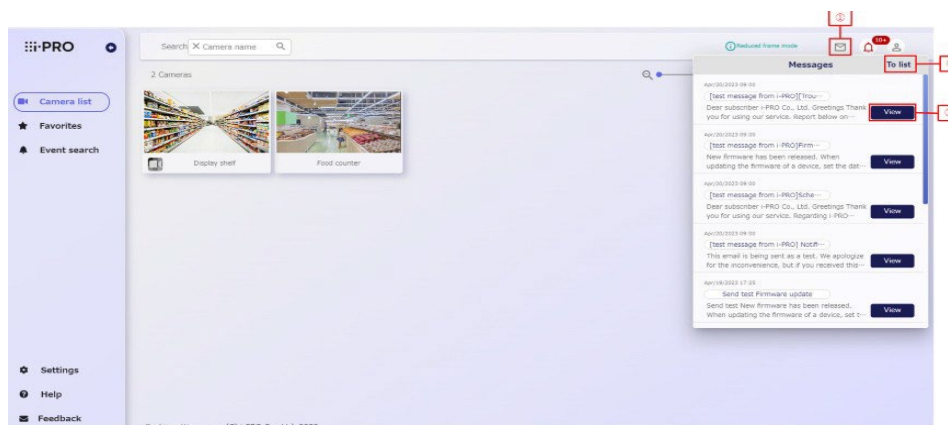 ①
i-PRO
Search
Camera name
Reduced frame mode
10+
2 Cameras
Messages
To list
Camera list
Favorites
Event search
Display shelf
Food counter
Apr/20/2023 09:00
[test message from i-PRO][Trou…
Dear subscriber i-PRO Co., Ltd. Greetings Thank
you for using our service. Report below on…
View
Apr/20/2023 09:00
[test message from i-PRO]Firm…
New firmware has been released. When
updating the firmware of a device, set the dat…
View
Apr/20/2023 09:00
[test message from i-PRO]Sche…
Dear subscriber i-PRO Co., Ltd. Greetings Thank
you for using our service. Regarding i-PRO…
View
Apr/20/2023 09:00
[test message from i-PRO] Notifi…
This email is being sent as a test. We apologize
for the inconvenience, but if you received this…
View
Apr/19/2023 17:25
Send test Firmware update
Send test New firmware has been released.
When updating the firmware of a device, set t…
View
Settings
Help
Feedback